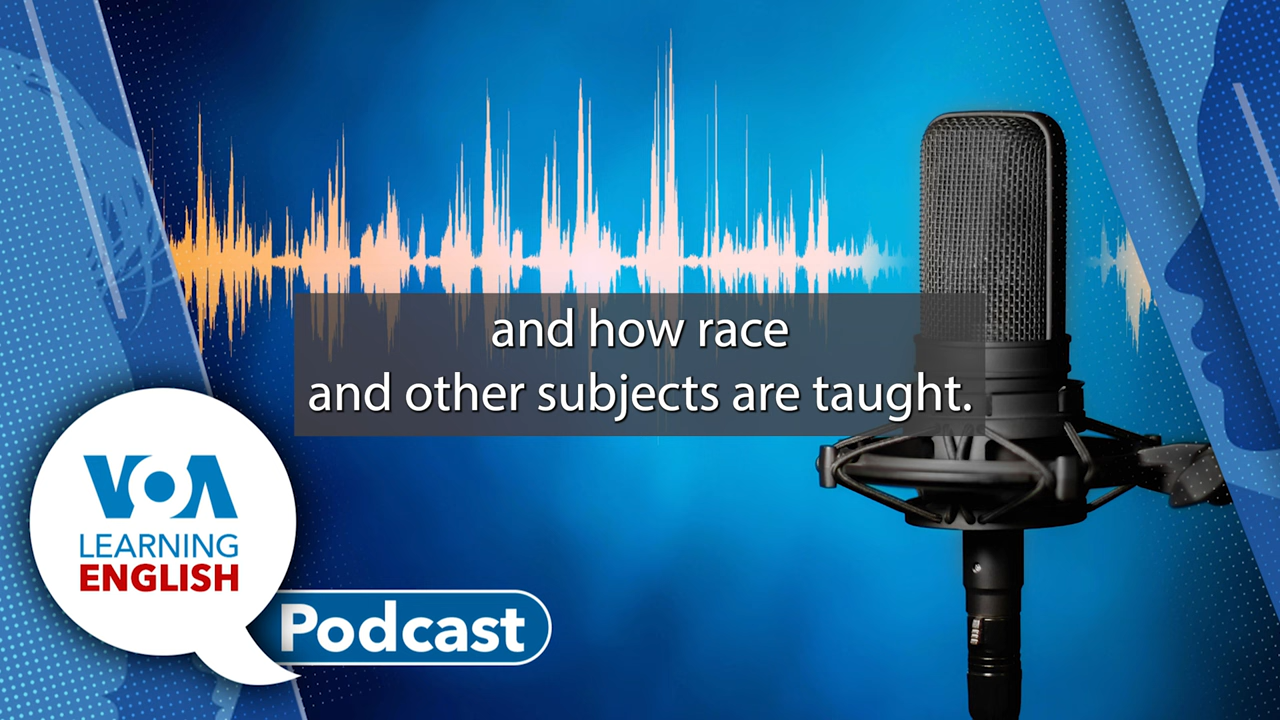 and how race
and other subjects are taught.
VOA
LEARNING
ENGLISH
Podcast